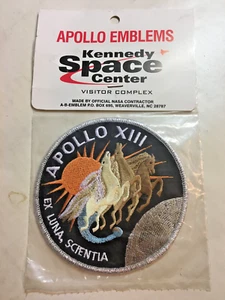 APOLLO EMBLEMS
Kennedy
Space
Center
VISITOR COMPLEX
MADE BY OFFICIAL NASA CONTRACTOR
A-B-EMBLEM P.O. BOX 695, WEAVERVILLE, NC 28787
APOLLO XIII
EX LUNA, SCIENTIA